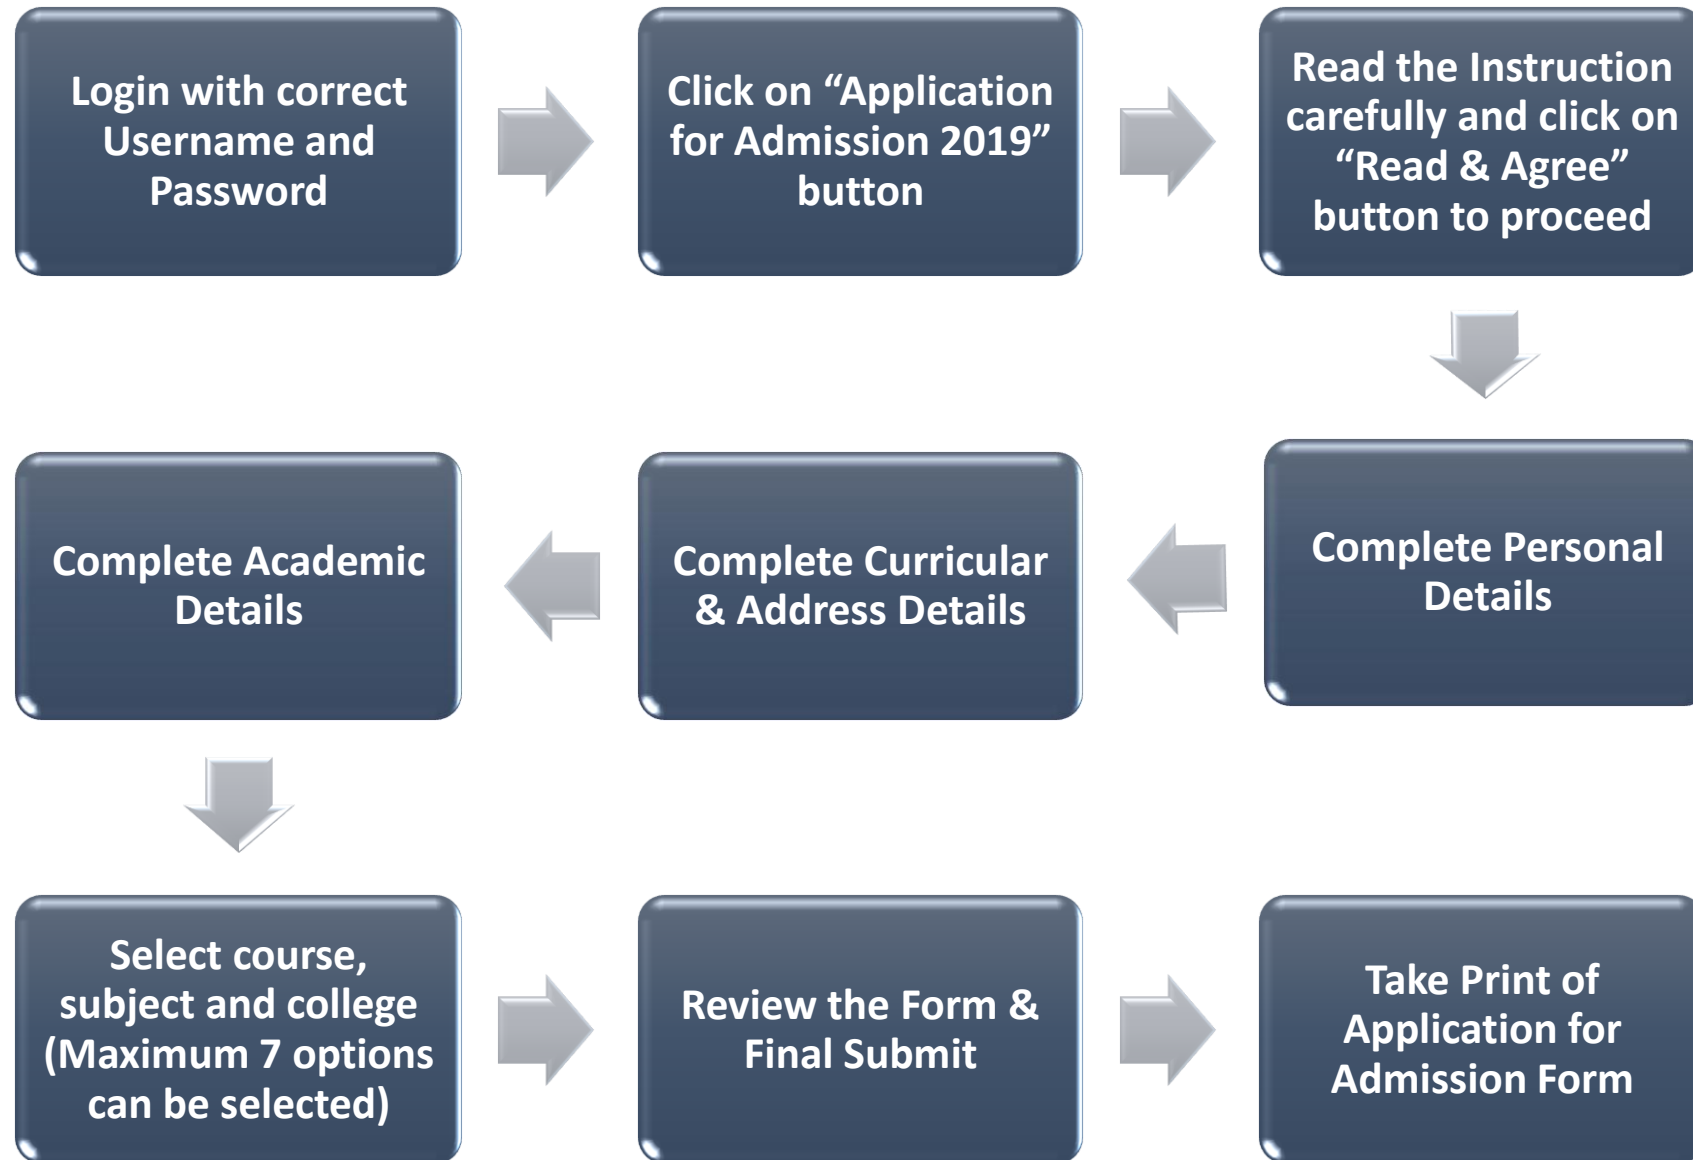 Login with correct
Username and
Password
Click on “Application
for Admission 2019”
button
Read the Instruction
carefully and click on
“Read & Agree”
button to proceed
Complete Personal
Details
Complete Curricular
& Address Details
Complete Academic
Details
Select course,
subject and college
(Maximum 7 options
can be selected)
Review the Form &
Final Submit
Take Print of
Application for
Admission Form